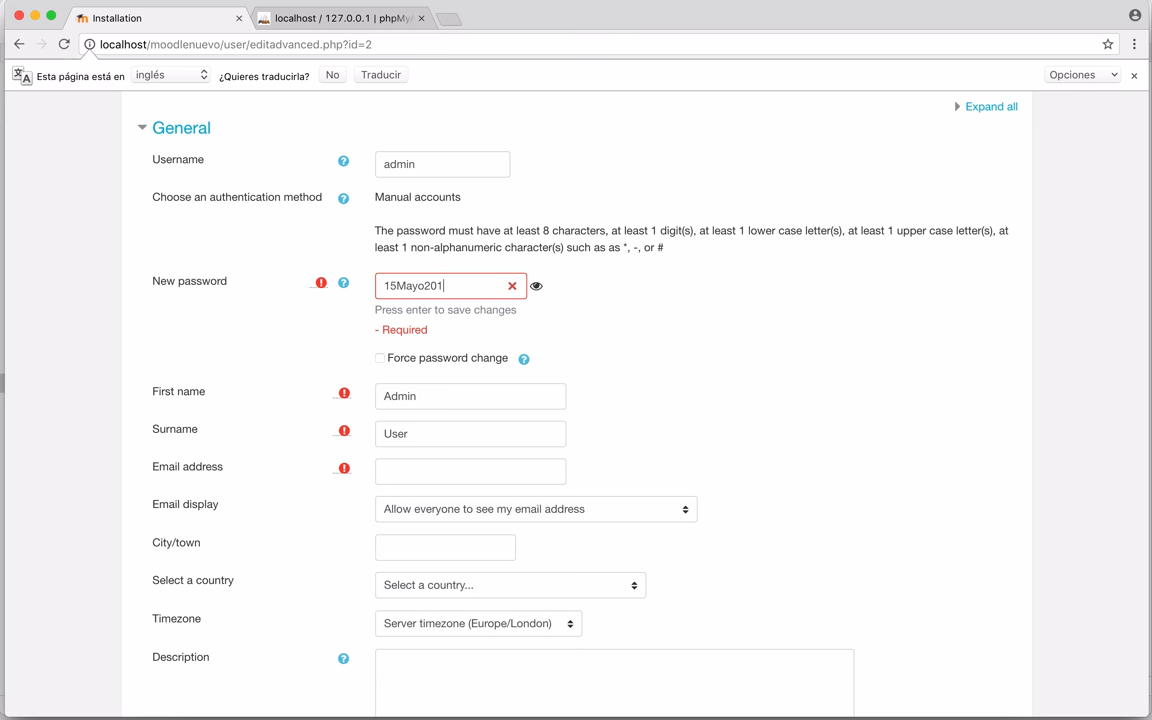 Installation
localhost / 127.0.0.1 | phpMyA
localhost/moodlenuevo/user/editadvanced.php?id=2
Esta página está en inglés ¿Quieres traducirla? No Traducir Opciones
Expand all
General
Username admin
Choose an authentication method Manual accounts
The password must have at least 8 characters, at least 1 digit(s), at least 1 lower case letter(s), at least 1 upper case letter(s), at
least 1 non-alphanumeric character(s) such as as *, -, or #
New password 15Mayo201
Press enter to save changes
- Required
Force password change
First name Admin
Surname User
Email address
Email display Allow everyone to see my email address
City/town
Select a country Select a country...
Timezone Server timezone (Europe/London)
Description